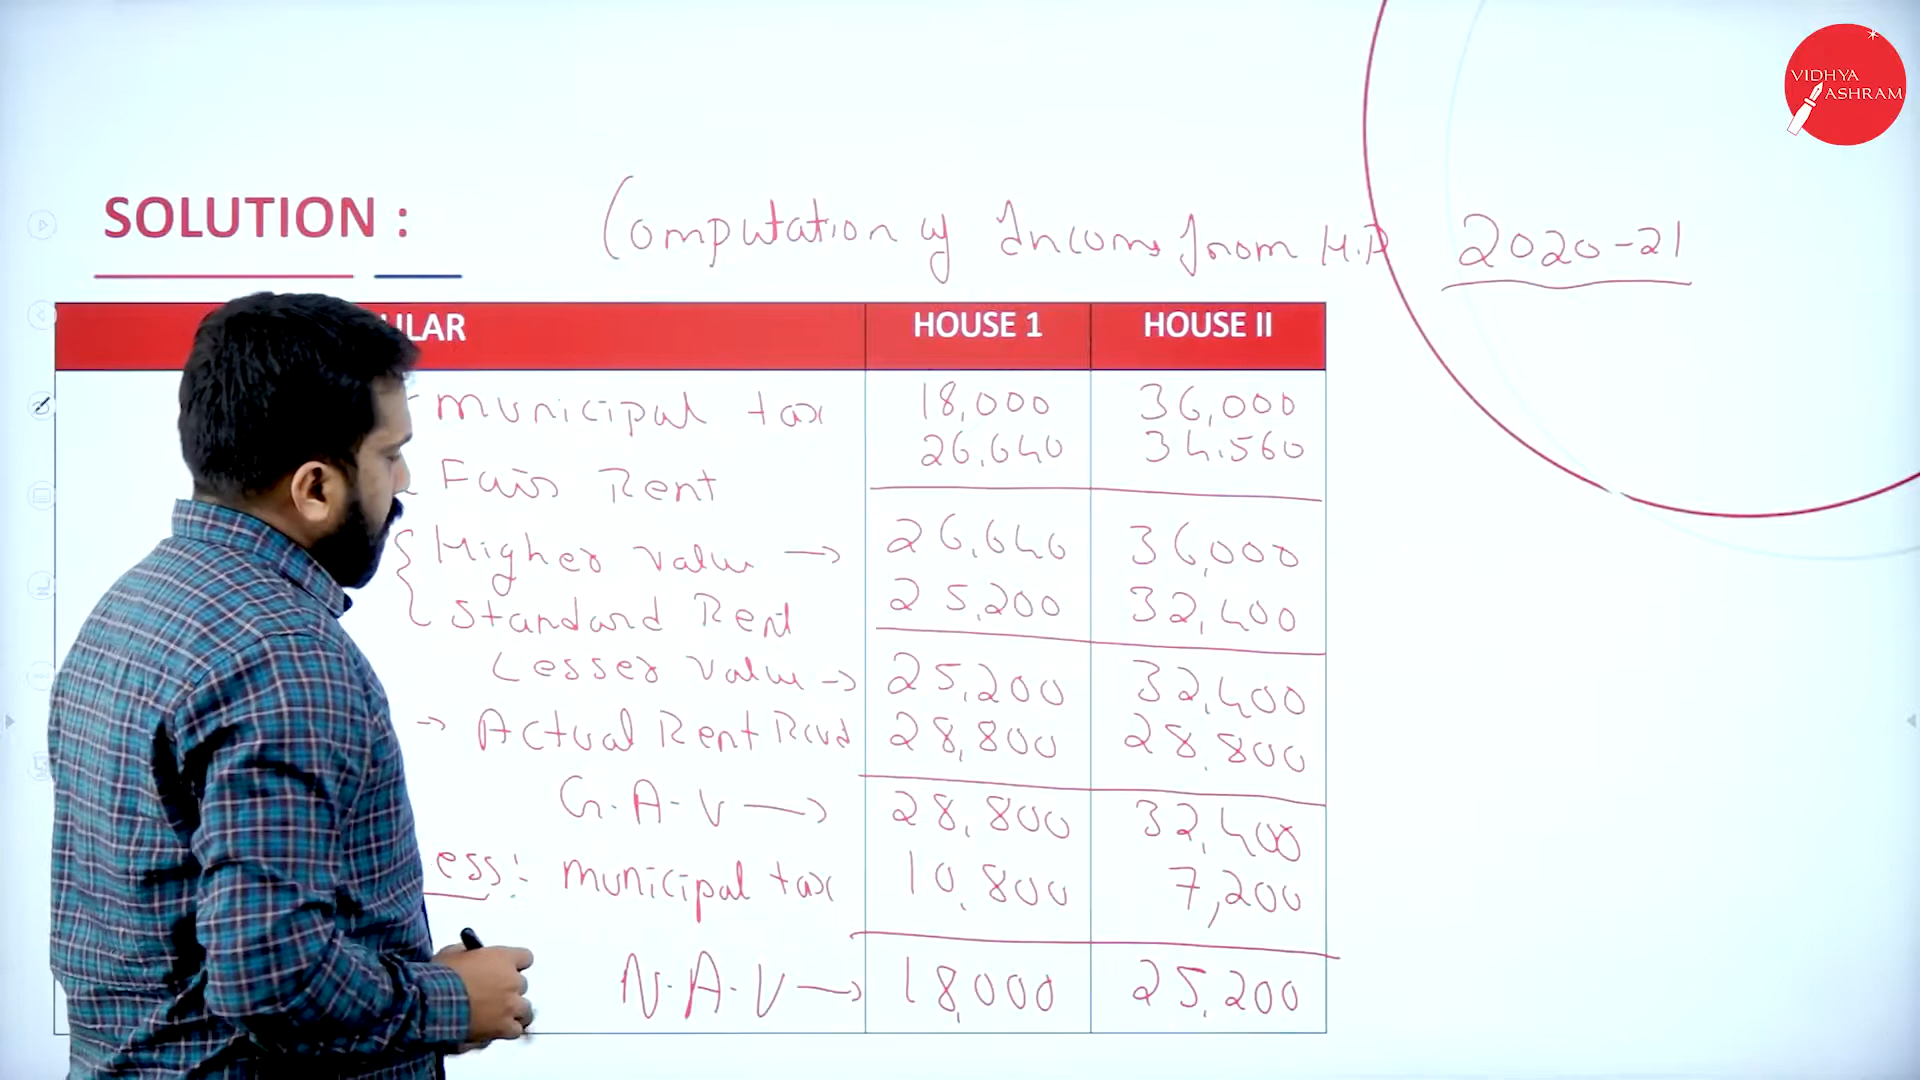 VIDHYA
ASHRAM
SOLUTION :
Computation of Income from H.P 2020-21
ULAR HOUSE 1 HOUSE II
municipal tax 18,000 36,000
Fair Rent 26,640 34,560
Higher value → 26,640 36,000
Standard Rent 25,200 32,400
Lesser value → 25,200 32,400
→ Actual Rent Rcvd 28,800 28,800
G.A.V → 28,800 32,400
ess: municipal tax 10,800 7,200
N.A.V → 18,000 25,200